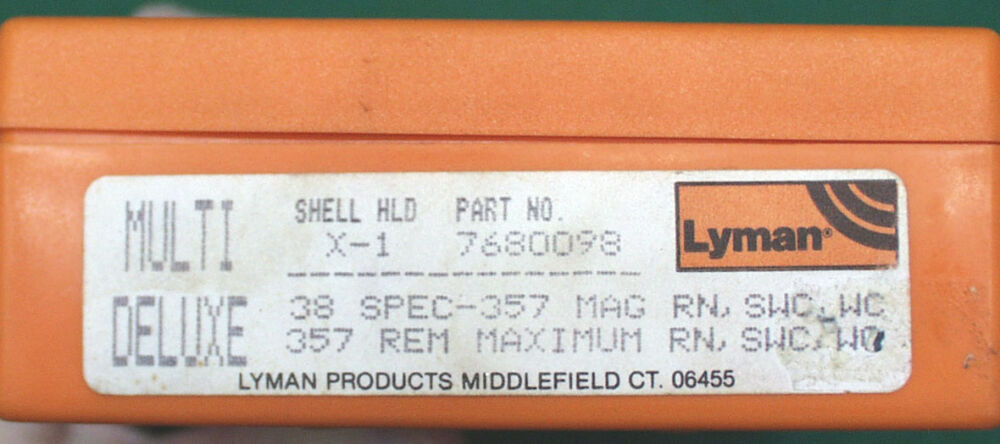 MULTI
DELUXE
SHELL HLD PART NO.
X-1 7680098
Lyman®
38 SPEC-357 MAG RN, SWC, WC
357 REM MAXIMUM RN, SWC, WC
LYMAN PRODUCTS MIDDLEFIELD CT. 06455